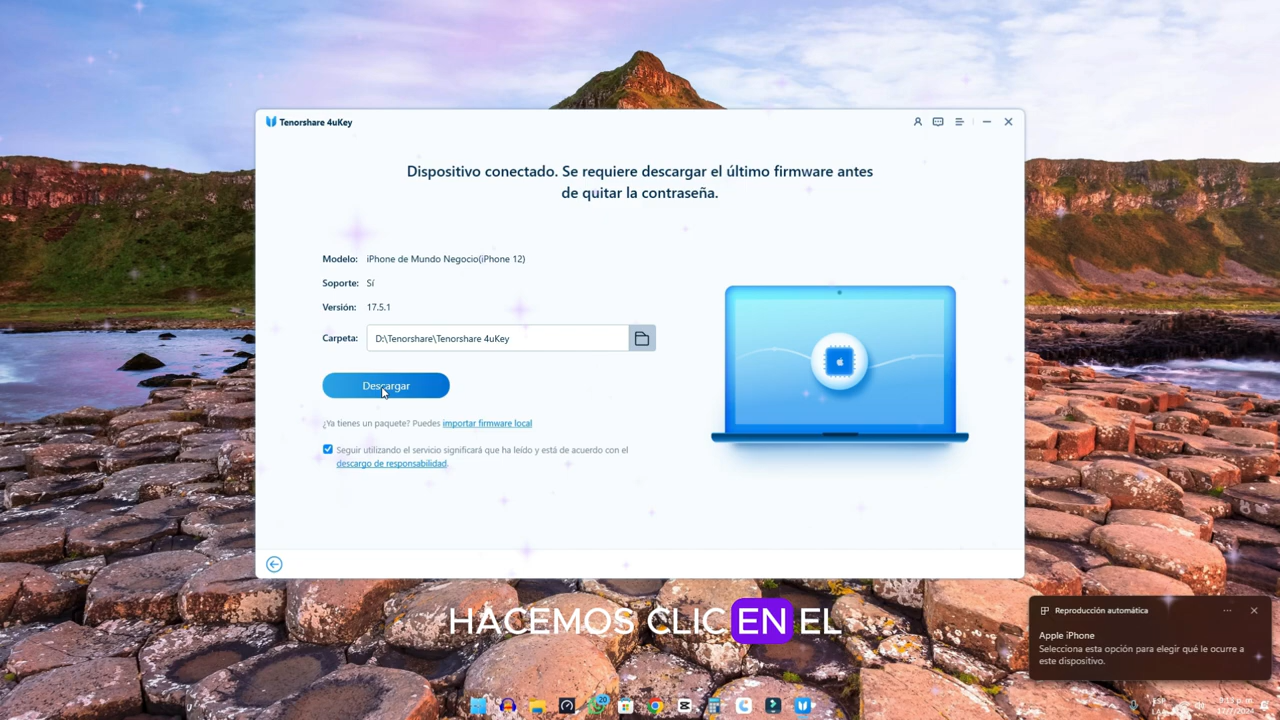 Tenorshare 4uKey
Dispositivo conectado. Se requiere descargar el último firmware antes
de quitar la contraseña.
Modelo: iPhone de Mundo Negocio(iPhone 12)
Soporte: Sí
Versión: 17.5.1
Carpeta: D:\Tenorshare\Tenorshare 4uKey
Descargar
¿Ya tienes un paquete? Puedes importar firmware local
Seguir utilizando el servicio significará que ha leído y está de acuerdo con el
descargo de responsabilidad.
HACEMOS CLIC EN EL
Reproducción automática
Apple iPhone
Selecciona esta opción para elegir qué le ocurre a
este dispositivo.
20